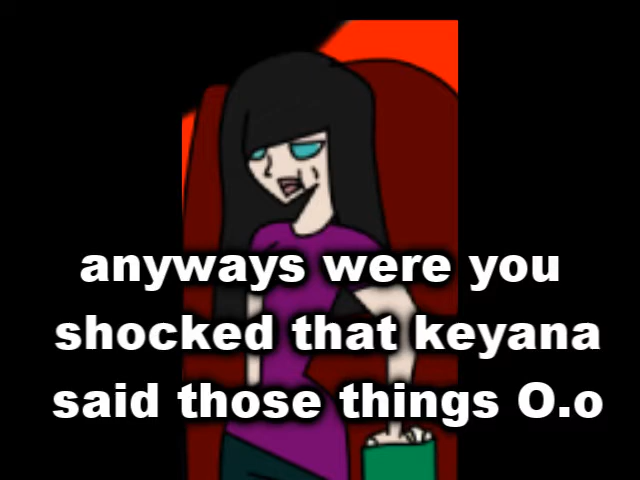 anyways were you
shocked that keyana
said those things O.o